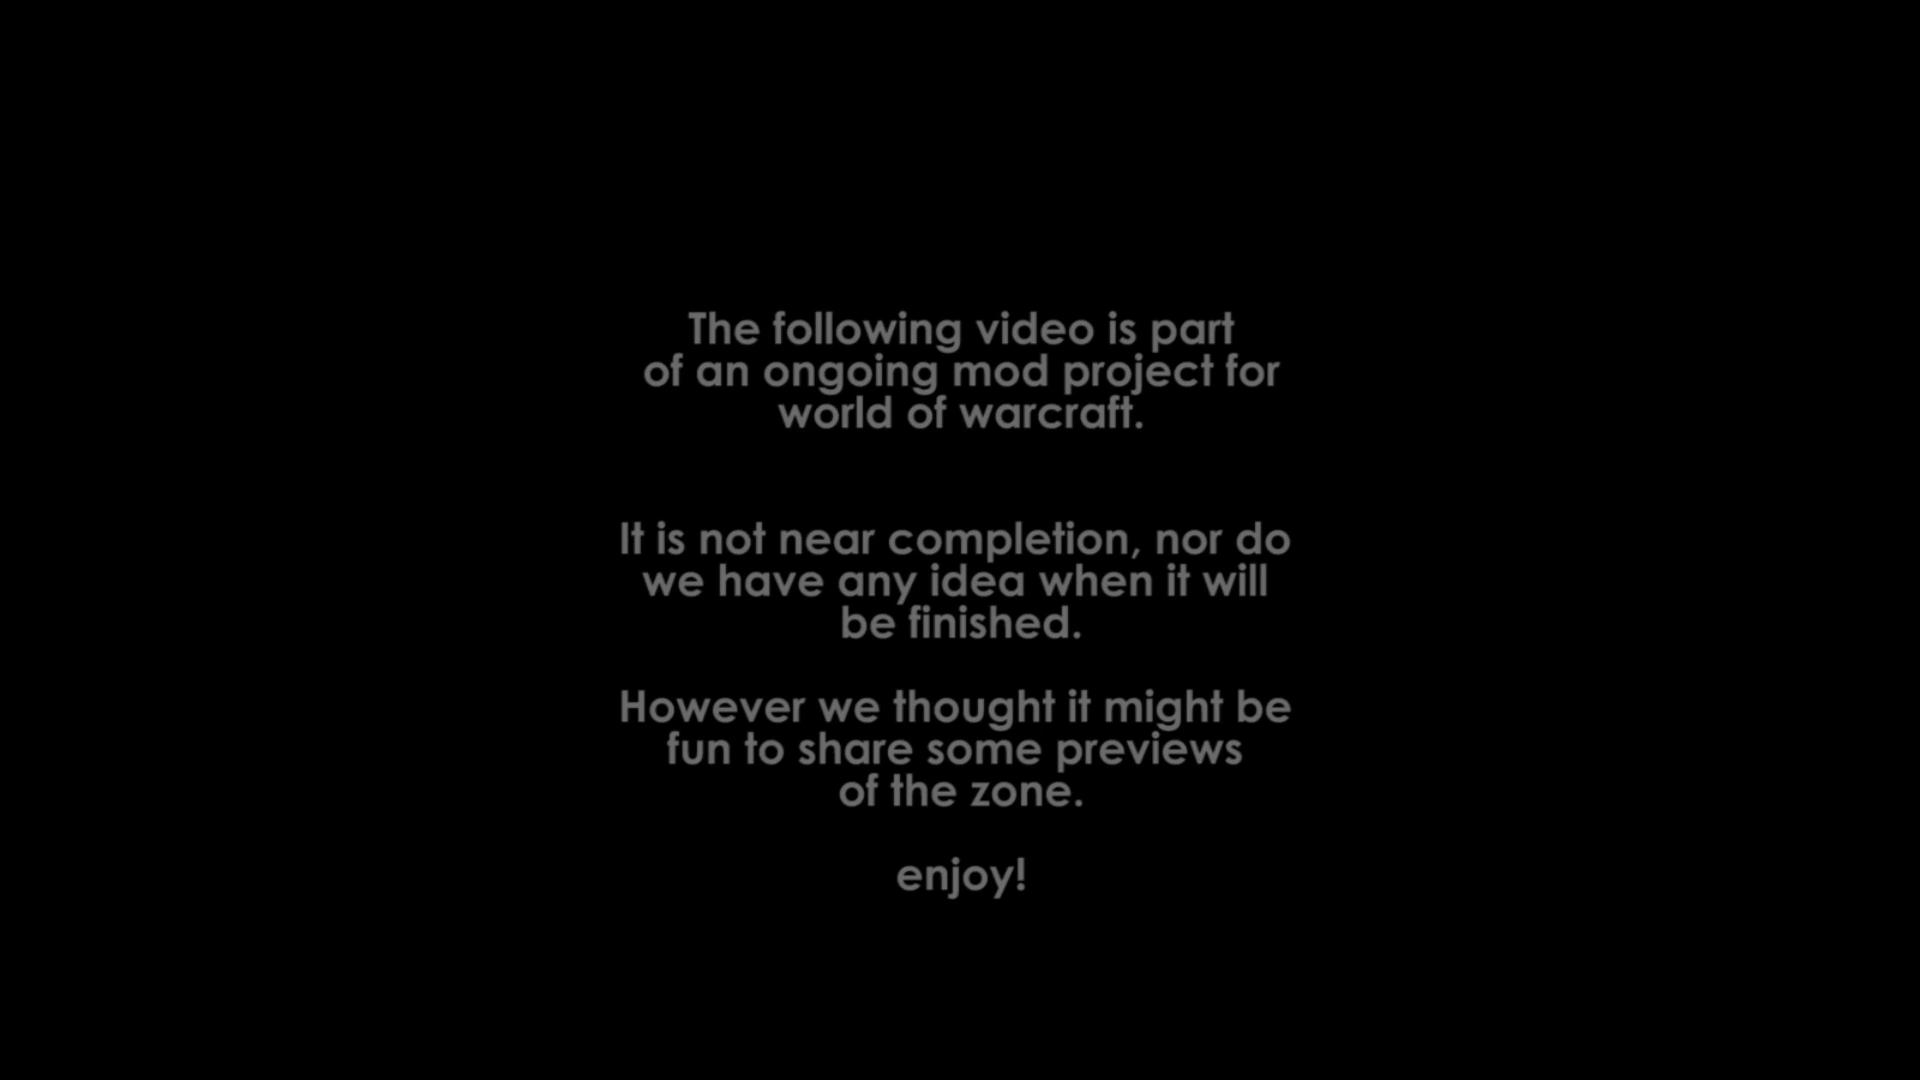 The following video is part
of an ongoing mod project for
world of warcraft.
It is not near completion, nor do
we have any idea when it will
be finished.
However we thought it might be
fun to share some previews
of the zone.
enjoy!